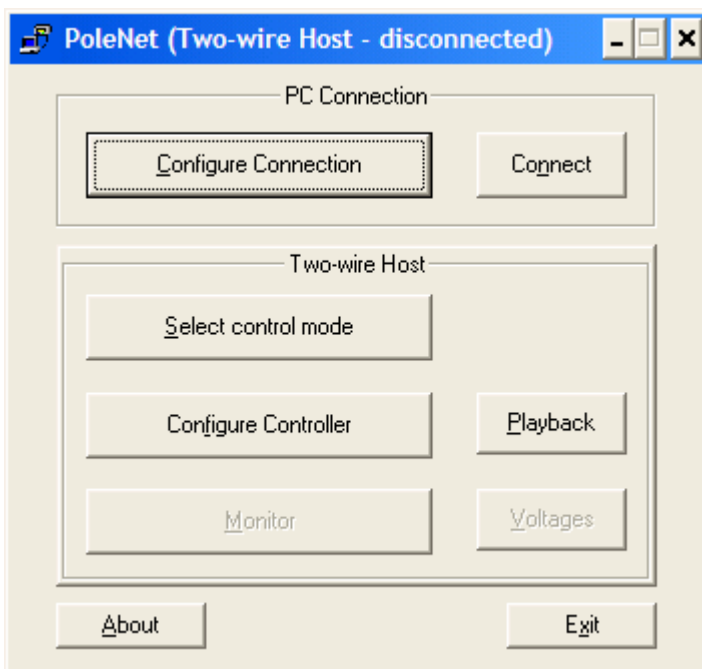 PoleNet (Two-wire Host - disconnected)
PC Connection
Configure Connection
Connect
Two-wire Host
Select control mode
Configure Controller
Playback
Monitor
Voltages
About
Exit